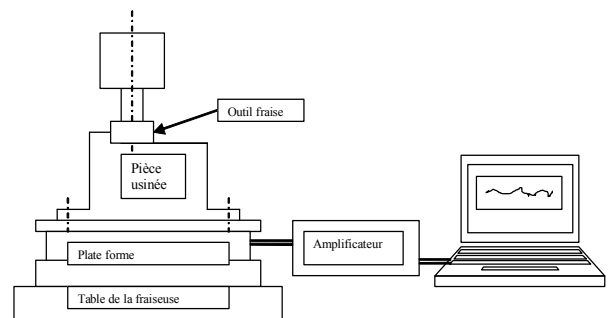 Outil fraise
Pièce
usinée
Plate forme
Amplificateur
Table de la fraiseuse